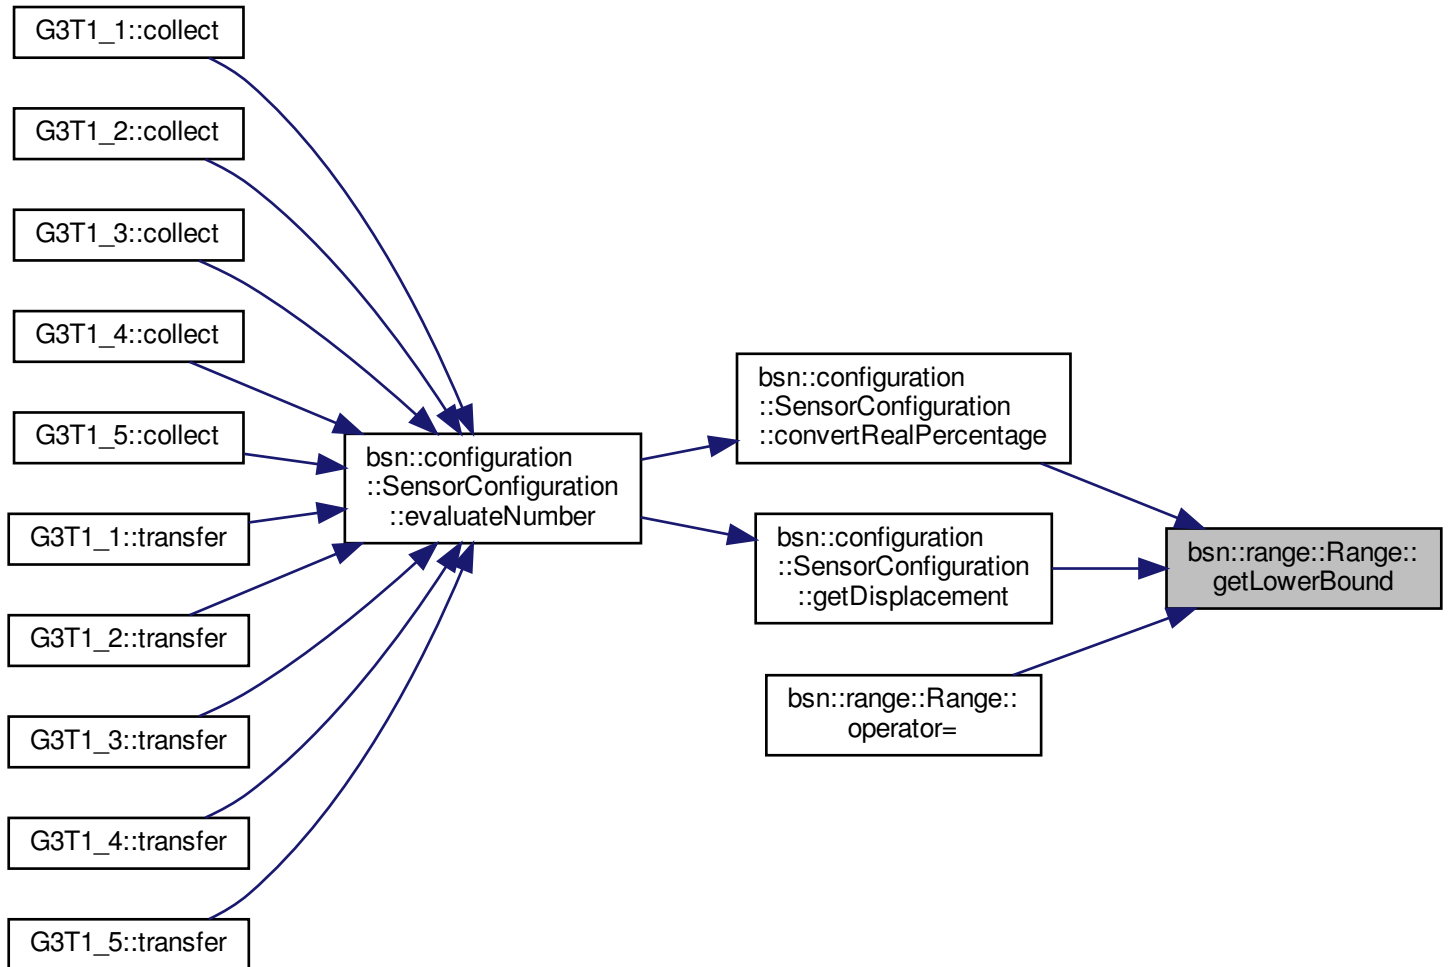 G3T1_1::collect
G3T1_2::collect
G3T1_3::collect
G3T1_4::collect
G3T1_5::collect
G3T1_1::transfer
G3T1_2::transfer
G3T1_3::transfer
G3T1_4::transfer
G3T1_5::transfer
bsn::configuration
::SensorConfiguration
::evaluateNumber
bsn::configuration
::SensorConfiguration
::convertRealPercentage
bsn::configuration
::SensorConfiguration
::getDisplacement
bsn::range::Range::
operator=
bsn::range::Range::
getLowerBound